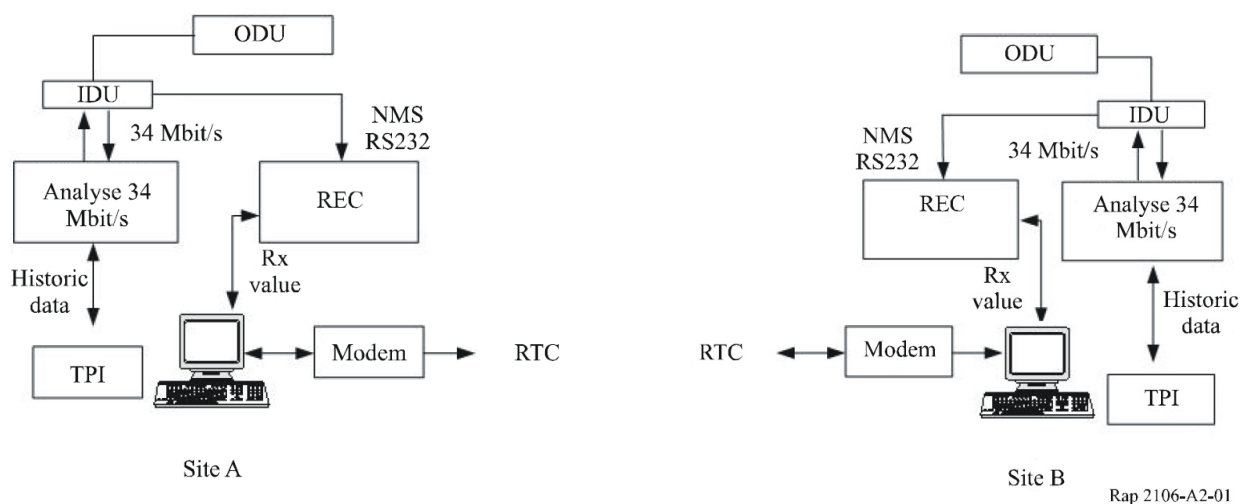 ODU
IDU
34 Mbit/s
NMS
RS232
Analyse 34
Mbit/s
REC
Historic
data
Rx
value
TPI
Modem
RTC
Site A
ODU
IDU
NMS
RS232
34 Mbit/s
REC
Analyse 34
Mbit/s
Rx
value
Historic
data
RTC
Modem
TPI
Site B
Rap 2106-A2-01